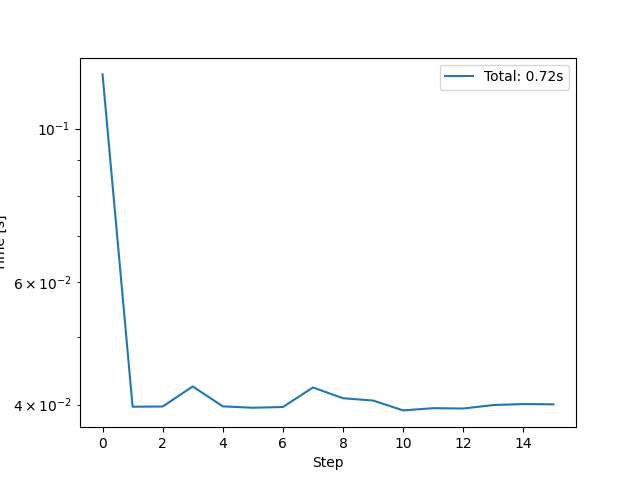 Total: 0.72s
10⁻¹
6 × 10⁻²
4 × 10⁻²
[s]
0 2 4 6 8 10 12 14
Step